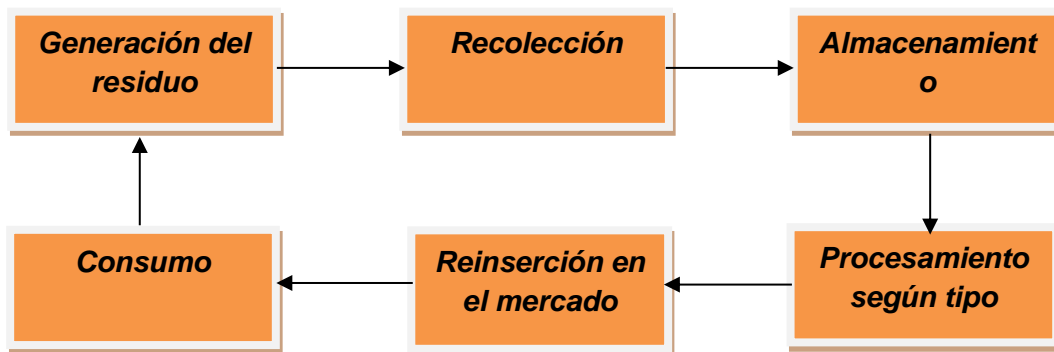 Generación del
residuo
Recolección
Almacenamient
o
Procesamiento
según tipo
Reinserción en
el mercado
Consumo